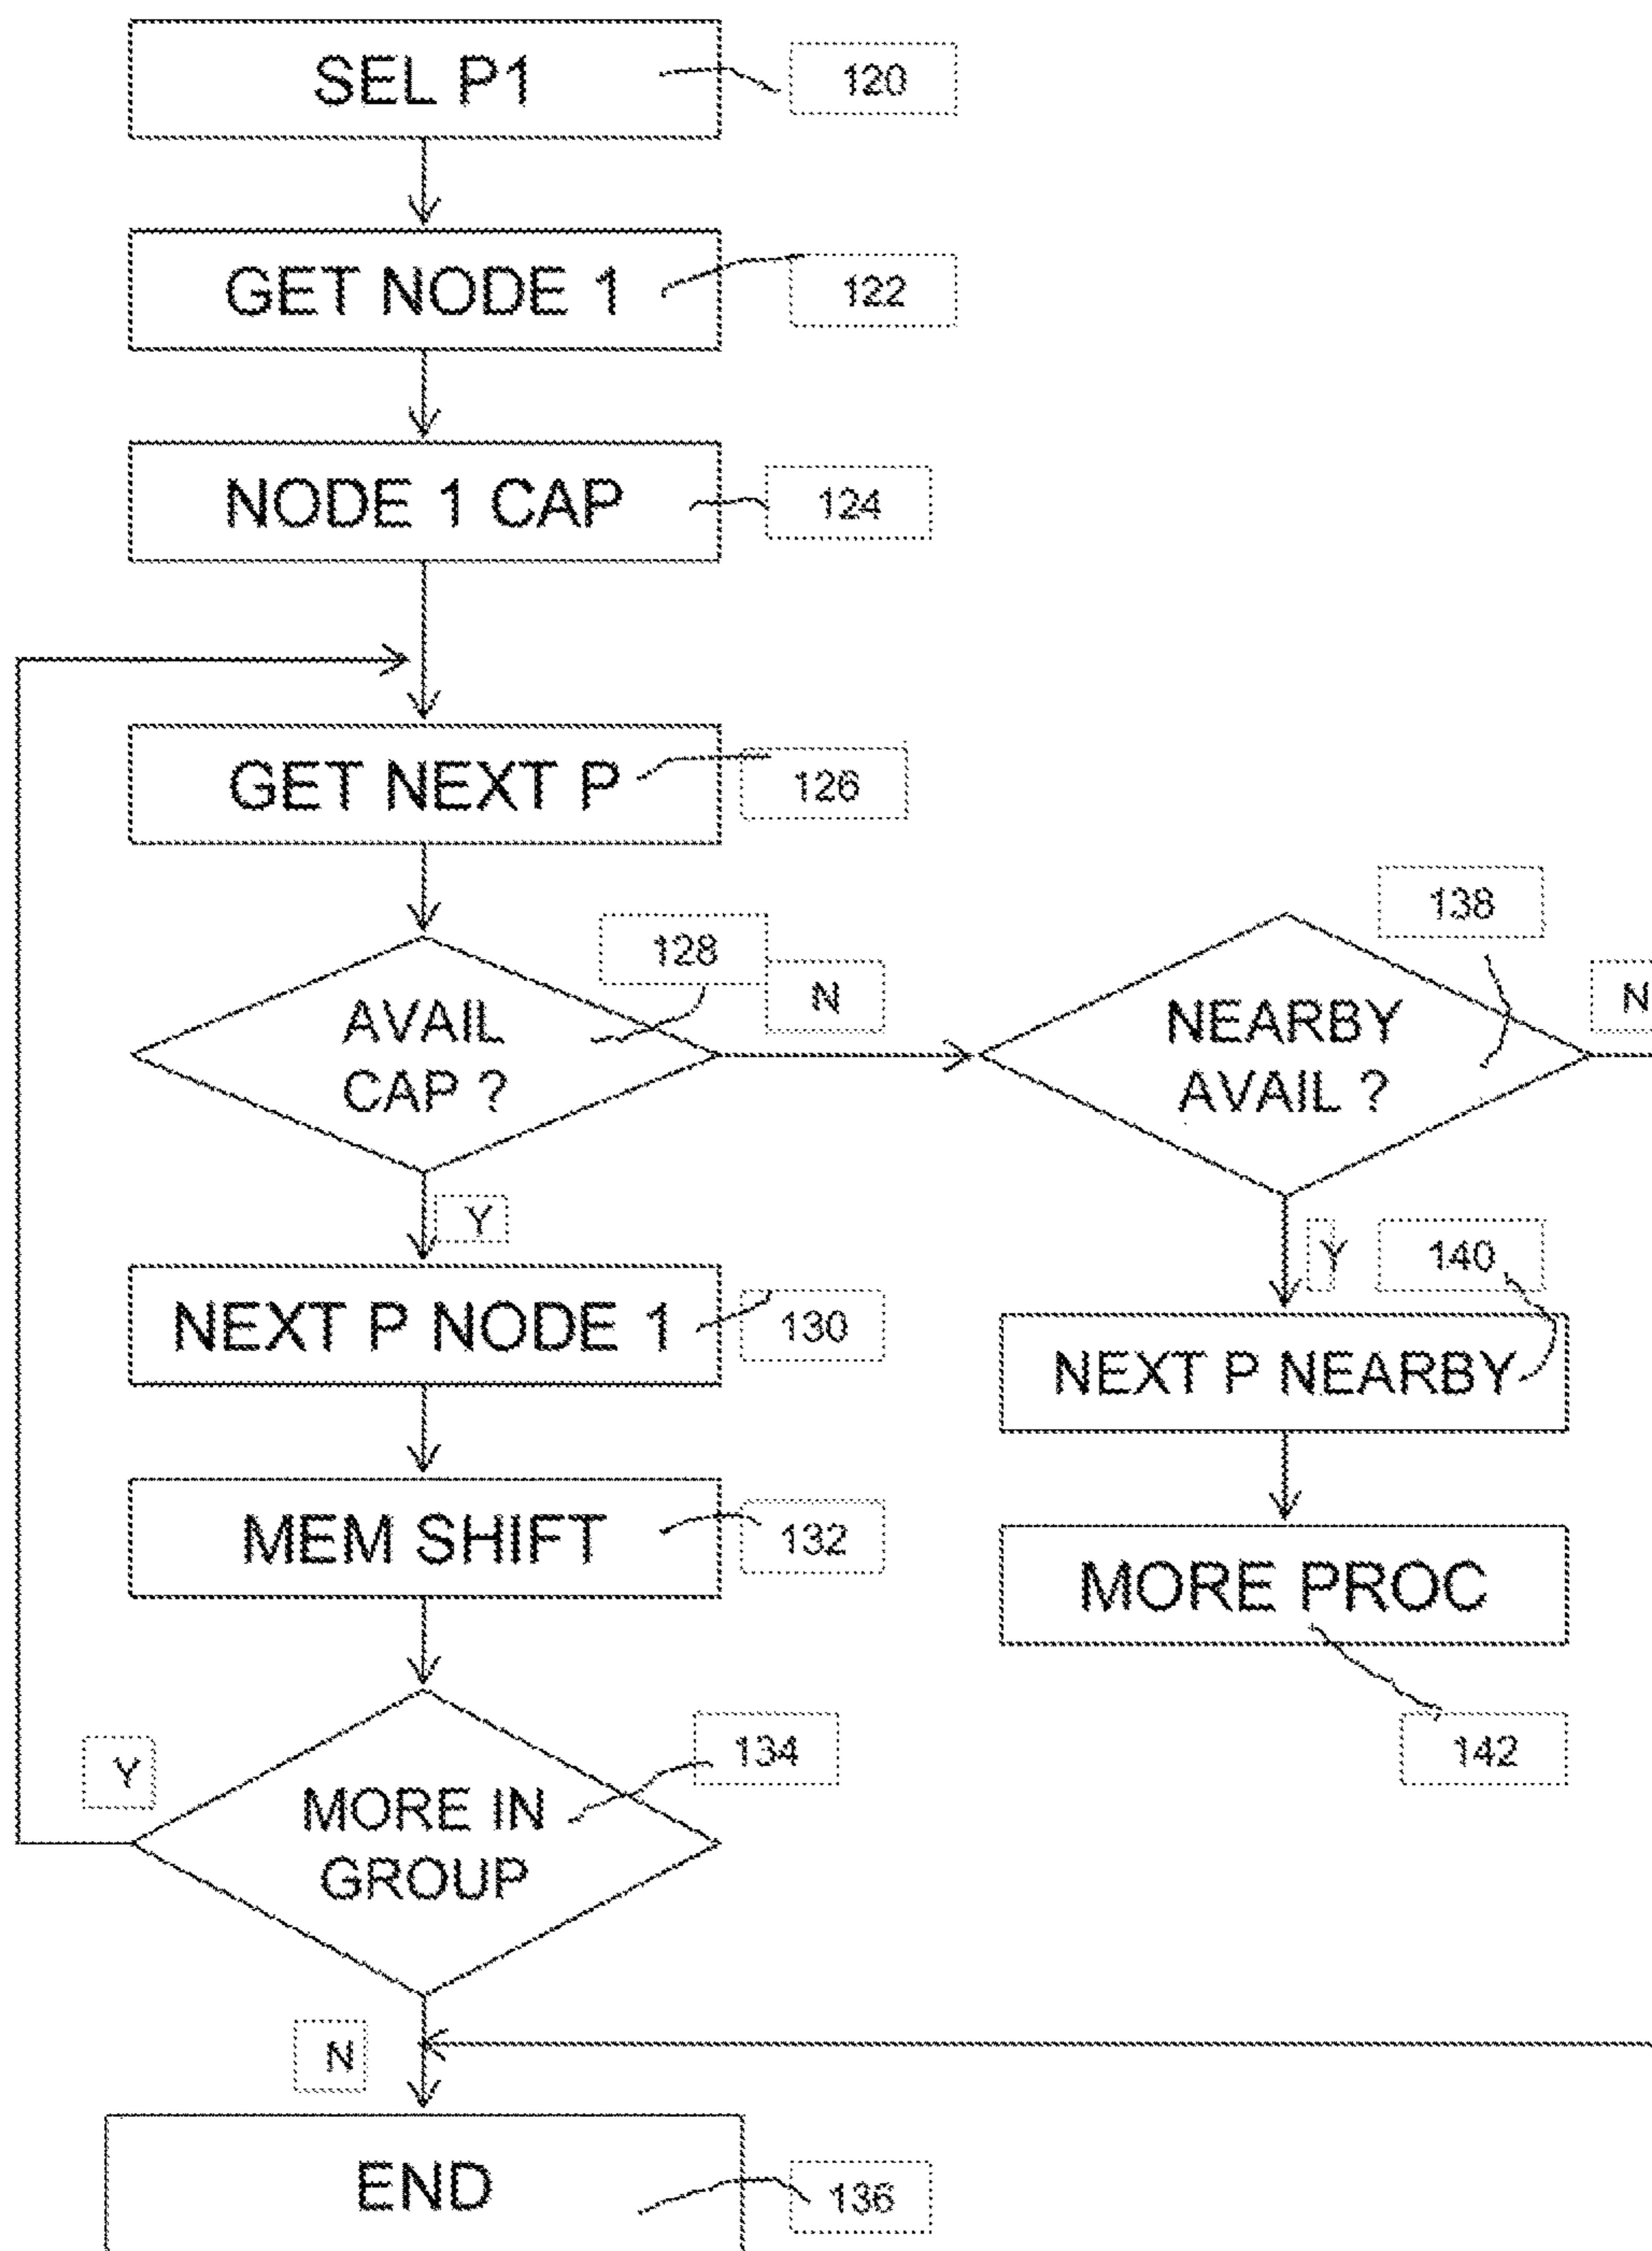 SEL P1
120
GET NODE 1
122
NODE 1 CAP
124
GET NEXT P
126
AVAIL
CAP ?
128
N
NEARBY
AVAIL ?
138
N
Y
NEXT P NODE 1
130
Y
140
NEXT P NEARBY
MEM SHIFT
132
MORE PROC
142
Y
MORE IN
GROUP
134
N
END
136